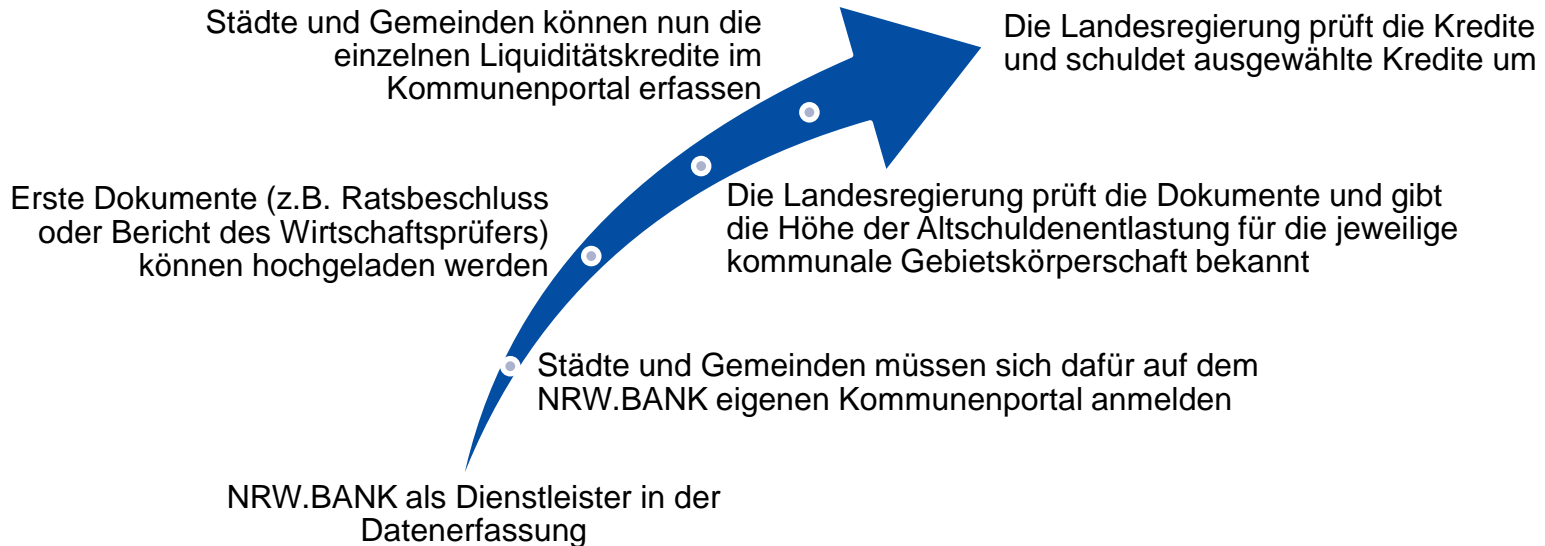 Städte und Gemeinden können nun die
einzelnen Liquiditätskredite im
Kommunenportal erfassen
Die Landesregierung prüft die Kredite
und schuldet ausgewählte Kredite um
Erste Dokumente (z.B. Ratsbeschluss
oder Bericht des Wirtschaftsprüfers)
können hochgeladen werden
Die Landesregierung prüft die Dokumente und gibt
die Höhe der Altschuldenentlastung für die jeweilige
kommunale Gebietskörperschaft bekannt
Städte und Gemeinden müssen sich dafür auf dem
NRW.BANK eigenen Kommunenportal anmelden
NRW.BANK als Dienstleister in der
Datenerfassung